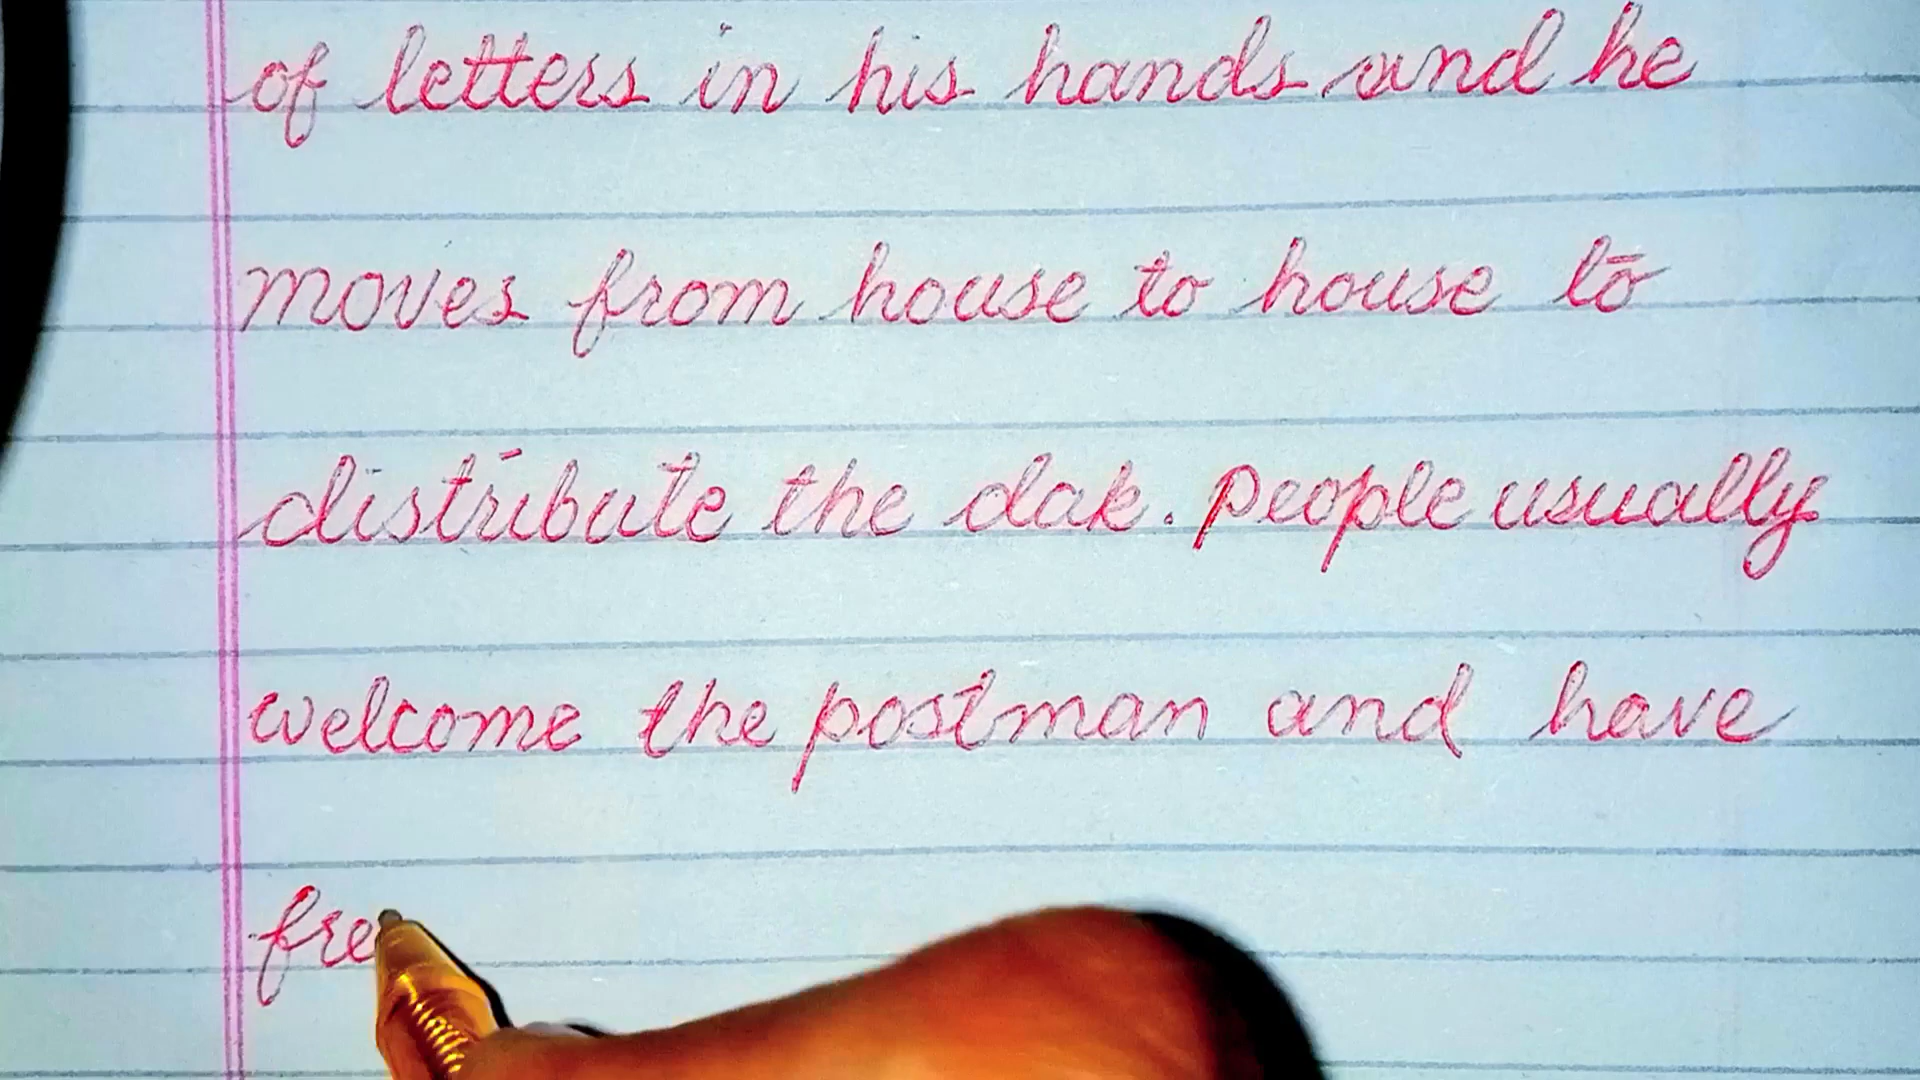 of letters in his hands and he
moves from house to house to
distribute the dak. People usually
welcome the postman and have
fre